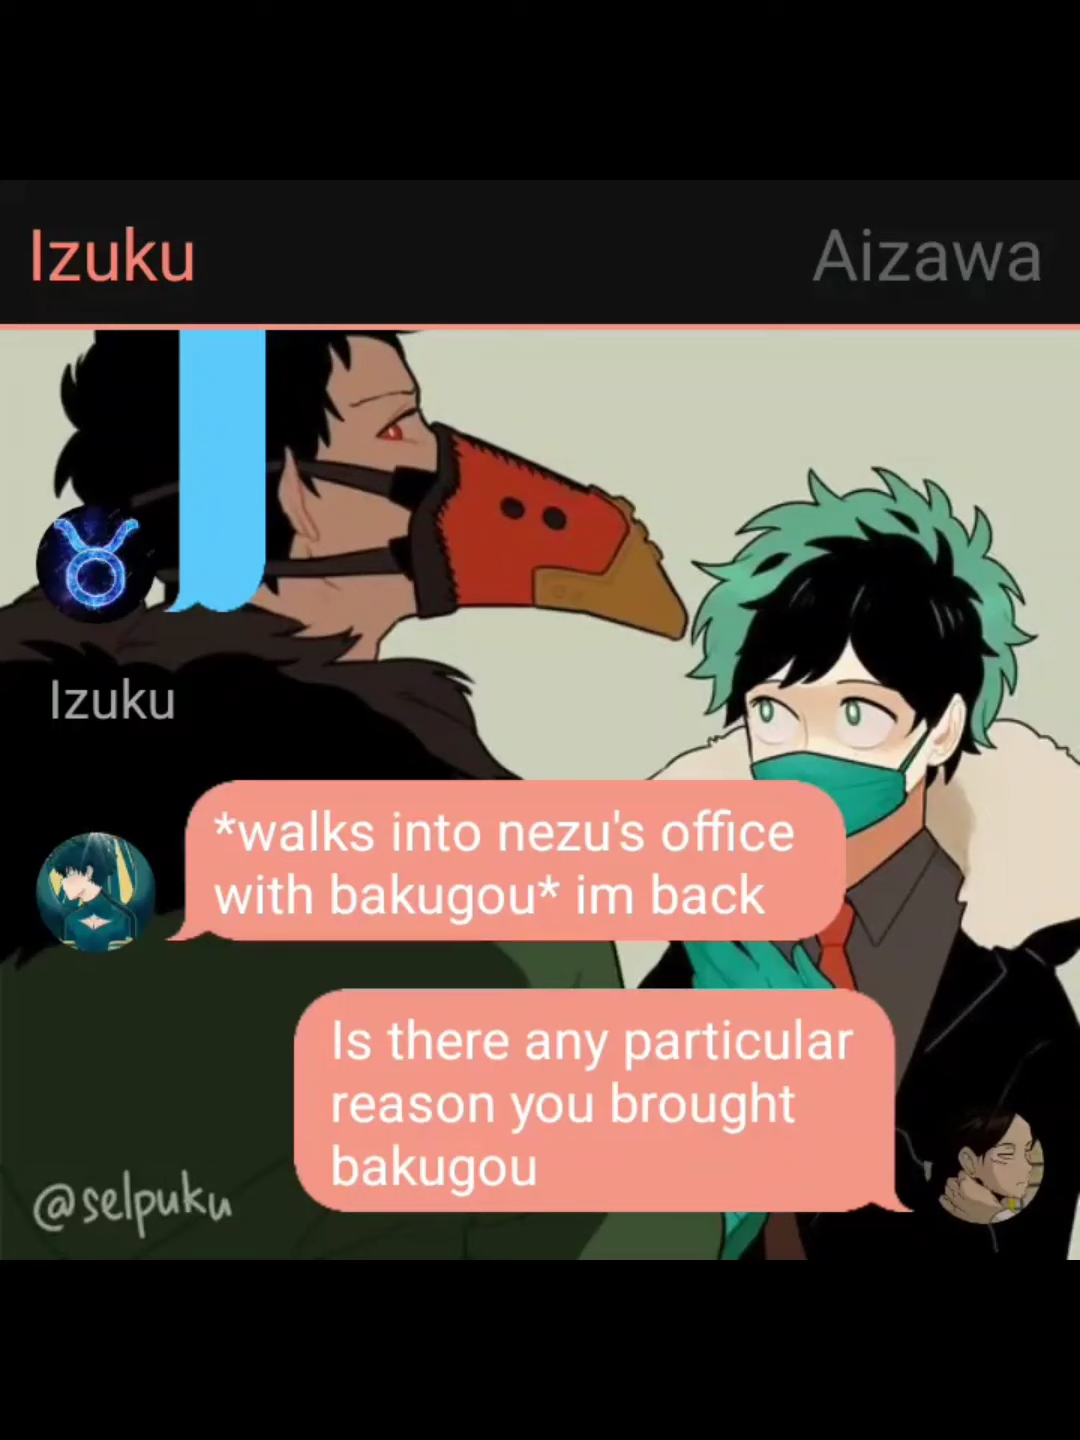 Izuku
Aizawa
Izuku
*walks into nezu's office
with bakugou* im back
Is there any particular
reason you brought
bakugou
@selpuku